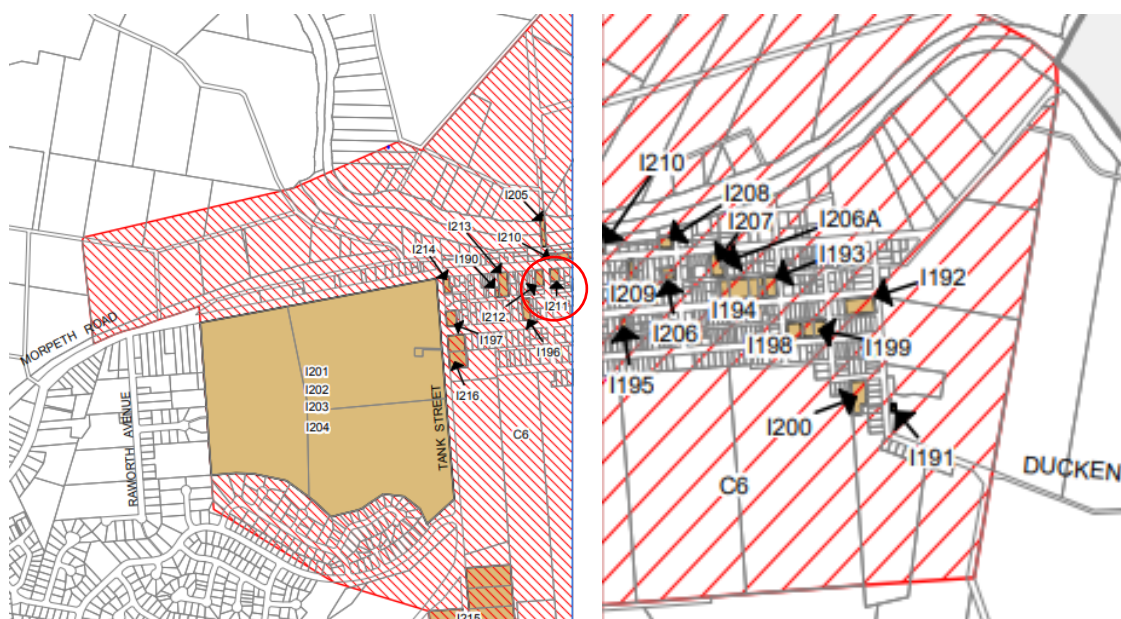 I205
I213
I210
I214
I190
I212
I211
MORPETH ROAD
I197
I196
I216
I201
I202
I203
I204
RAWORTH AVENUE
TANK STREET
C6
I215
I210
I208
I207
I206A
I193
I209
I192
I194
I206
I198
I199
I195
I200
I191
C6
DUCKEN